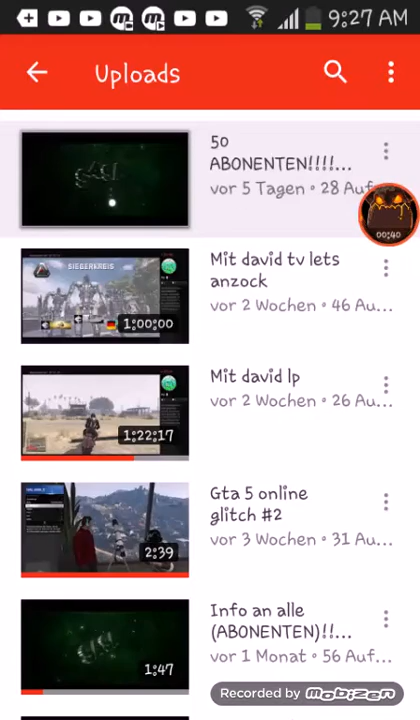 9:27 AM
Uploads
50
ABONENTEN!!!!...
vor 5 Tagen • 28 Auf...
00:40
Mit david tv lets
anzock
vor 2 Wochen • 46 Au...
SIEGERKREIS
1:00:00
Mit david lp
vor 2 Wochen • 26 Au...
1:22:17
Gta 5 online
glitch #2
vor 3 Wochen • 31 Au...
2:39
Info an alle
(ABONENTEN)!!...
vor 1 Monat • 56 Auf...
1:47
Recorded by mobizen